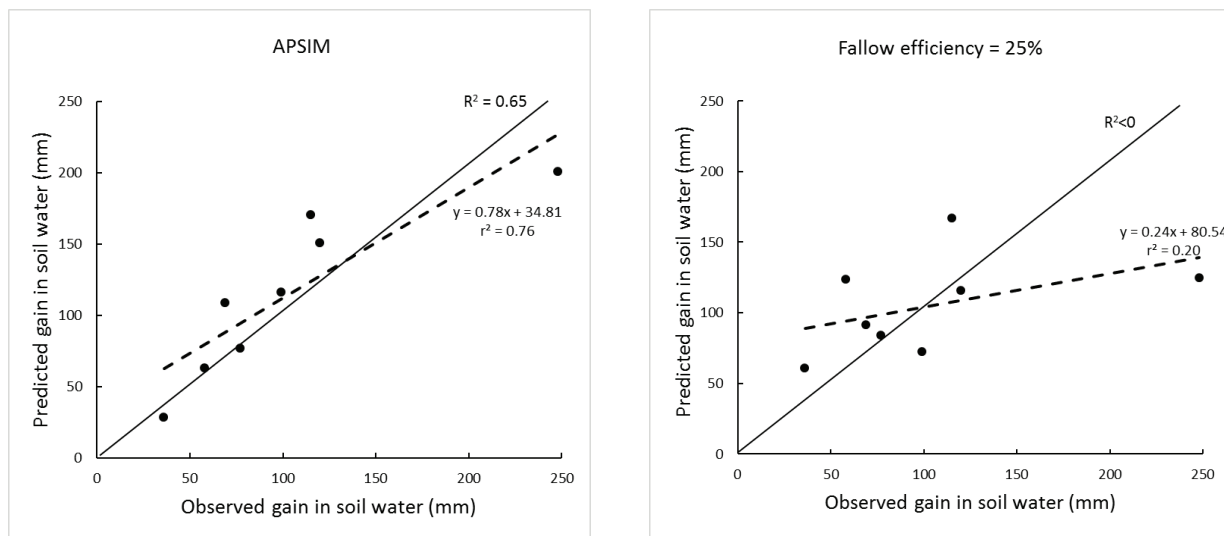 APSIM
R² = 0.65
250
200
150
100
50
0
y = 0.78x + 34.81
r² = 0.76
0 50 100 150 200 250
Predicted gain in soil water (mm)
Observed gain in soil water (mm)
Fallow efficiency = 25%
R²<0
250
200
150
100
50
0
y = 0.24x + 80.54
r² = 0.20
0 50 100 150 200 250
Predicted gain in soil water (mm)
Observed gain in soil water (mm)